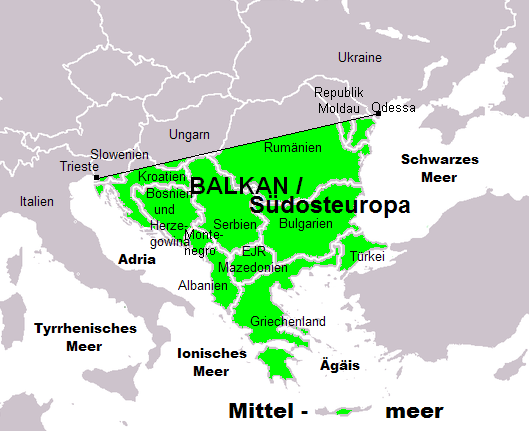 Ukraine
Republik
Moldau
Odessa
Ungarn
Rumänien
Slowenien
Trieste
Schwarzes
Meer
Kroatien
BALKAN /
Südosteuropa
Italien
Bosnien
und
Herze-
gowina
Serbien
Bulgarien
Monte-
negro
EJR
Mazedonien
Türkei
Adria
Albanien
Griechenland
Tyrrhenisches
Meer
Ionisches
Meer
Ägäis
Mittel - meer